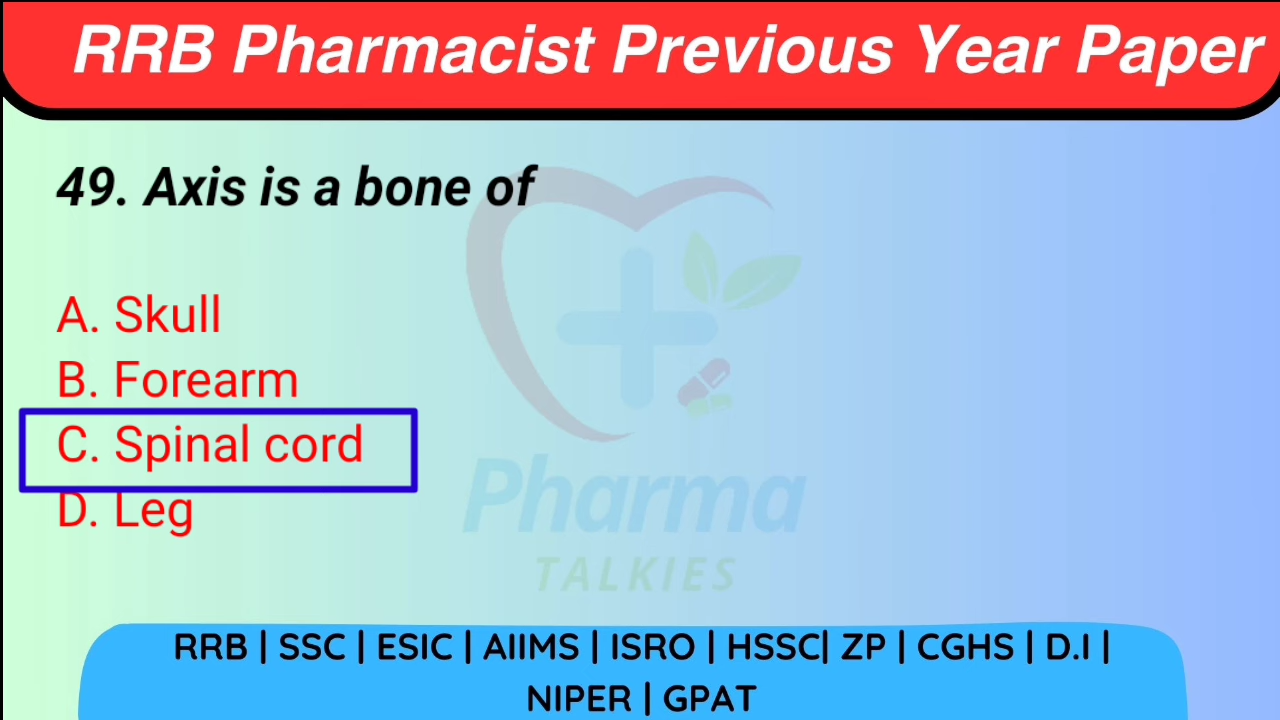 RRB Pharmacist Previous Year Paper
49. Axis is a bone of
A. Skull
B. Forearm
C. Spinal cord
D. Leg
Pharma
TALKIES
RRB | SSC | ESIC | AIIMS | ISRO | HSSC| ZP | CGHS | D.I |
NIPER | GPAT